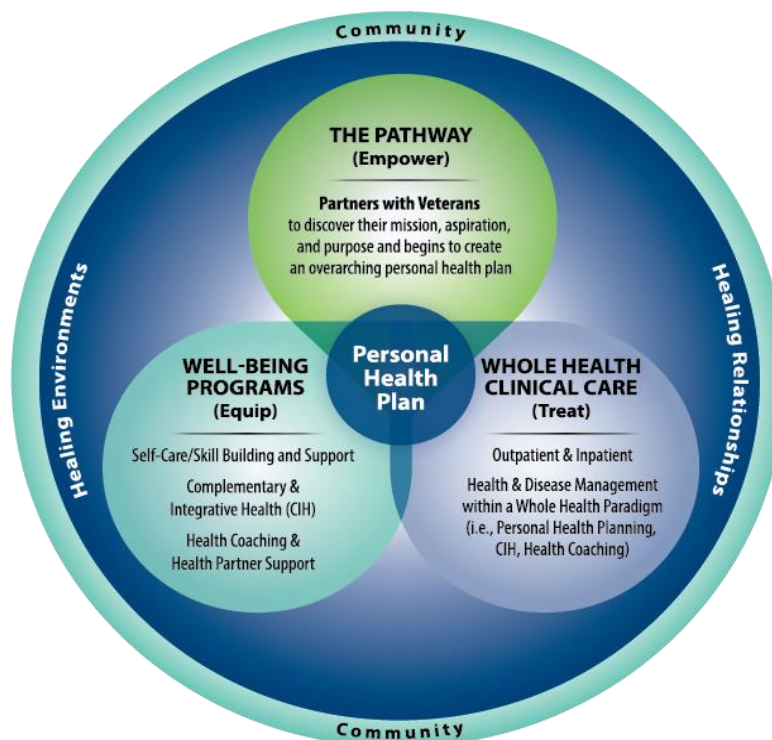 Community
THE PATHWAY
(Empower)
Partners with Veterans
to discover their mission, aspiration,
and purpose and begins to create
an overarching personal health plan
Healing Environments
Healing Relationships
Personal
Health
Plan
WELL-BEING
PROGRAMS
(Equip)
Self-Care/Skill Building and Support
Complementary &
Integrative Health (CIH)
Health Coaching &
Health Partner Support
WHOLE HEALTH
CLINICAL CARE
(Treat)
Outpatient & Inpatient
Health & Disease Management
within a Whole Health Paradigm
(i.e., Personal Health Planning,
CIH, Health Coaching)
Community